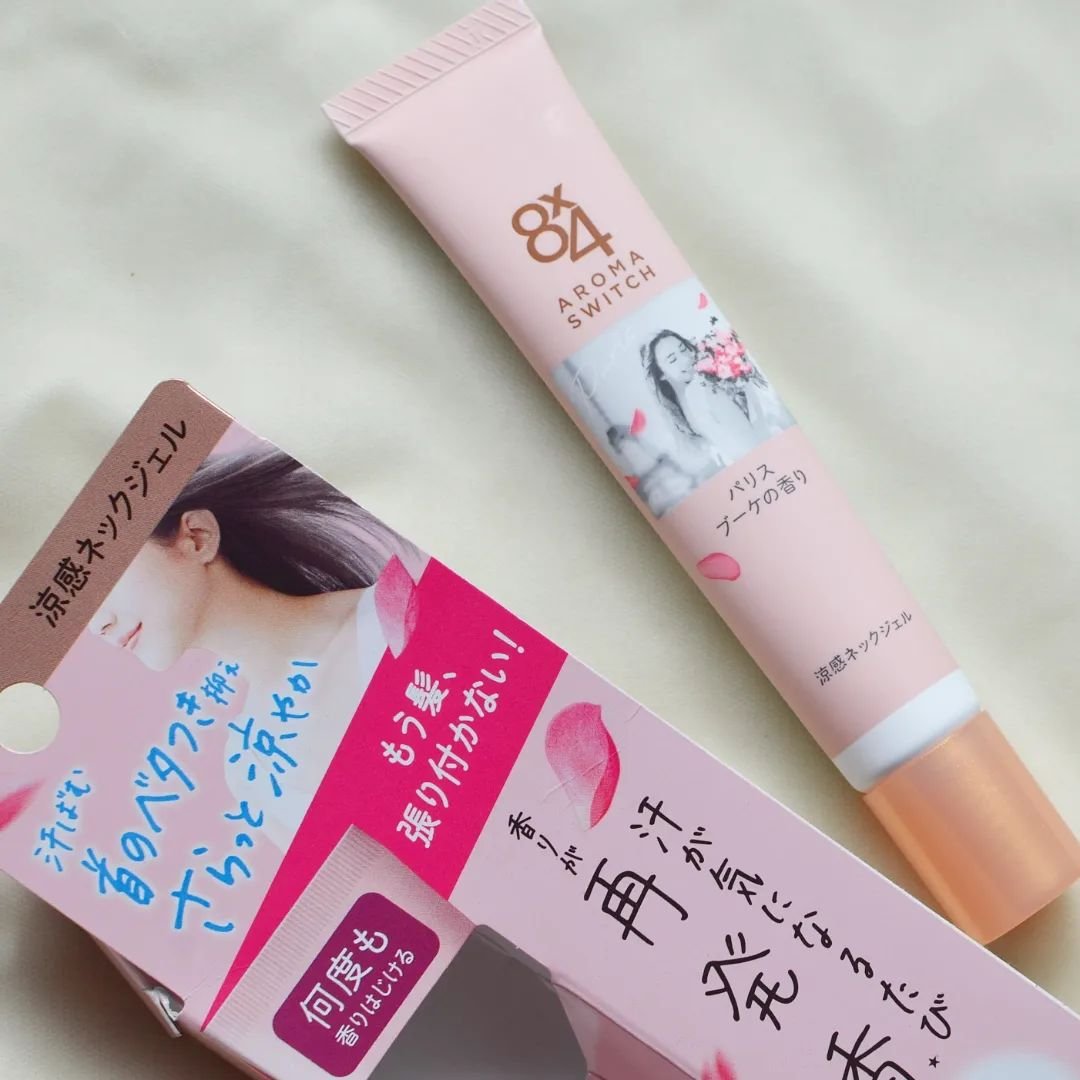 8x4
AROMA
SWITCH
パリス
ブーケの香り
涼感ネックジェル
涼感ネックジェル
汗ばむ
首のベタつき抑え
さらっと涼やか
もう髪、
張り付かない!
何度も
香りはじける
汗が気になるたび
香りが
再発香